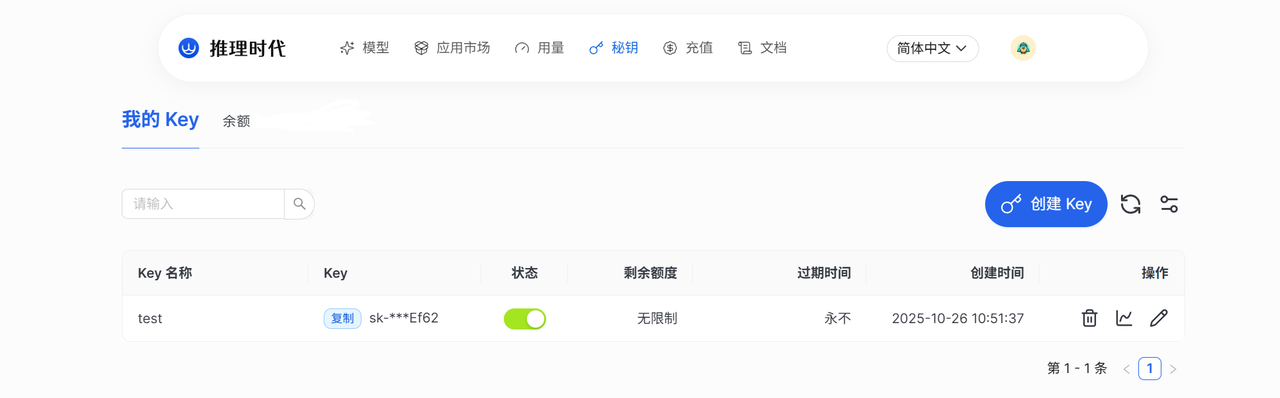 推理时代 模型 应用市场 用量 秘钥 充值 文档 简体中文
我的 Key 余额
请输入 创建 Key
Key 名称 Key 状态 剩余额度 过期时间 创建时间 操作
test 复制 sk-***Ef62 无限制 永不 2025-10-26 10:51:37
第 1 - 1 条 < 1 >